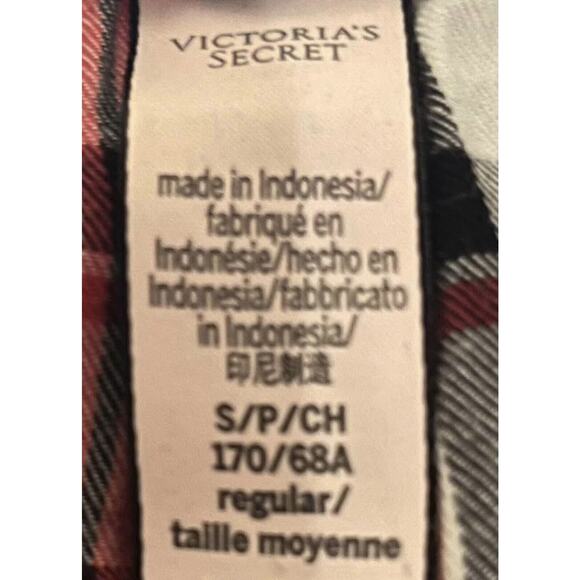 VICTORIA'S
SECRET
made in Indonesia/
fabriqué en
Indonésie/hecho en
Indonesia/fabbricato
in Indonesia/
印尼制造
S/P/CH
170/68A
regular/
taille moyenne